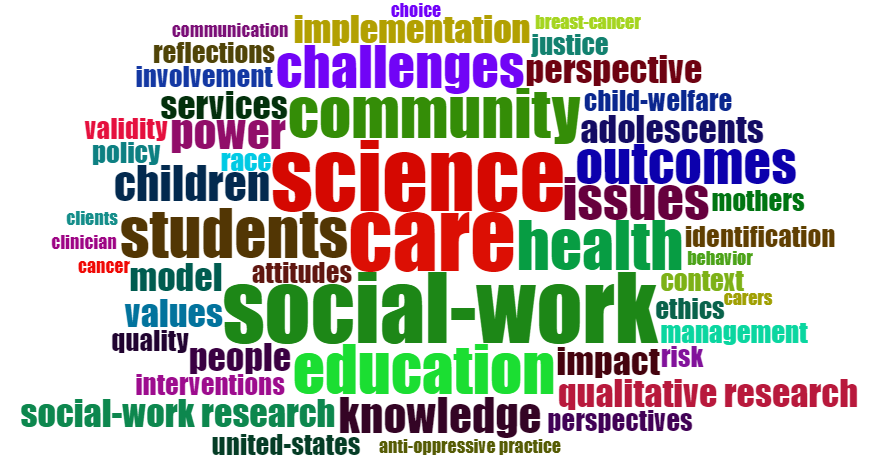 choice
communication implementation breast-cancer
reflections challenges justice
involvement perspective
services community child-welfare
validity power adolescents
policy race science outcomes
children issues mothers
clients students care health identification
clinician behavior
cancer model attitudes context
values social-work ethics carers
quality management
people education impact risk
interventions qualitative research
social-work research knowledge perspectives
united-states anti-oppressive practice